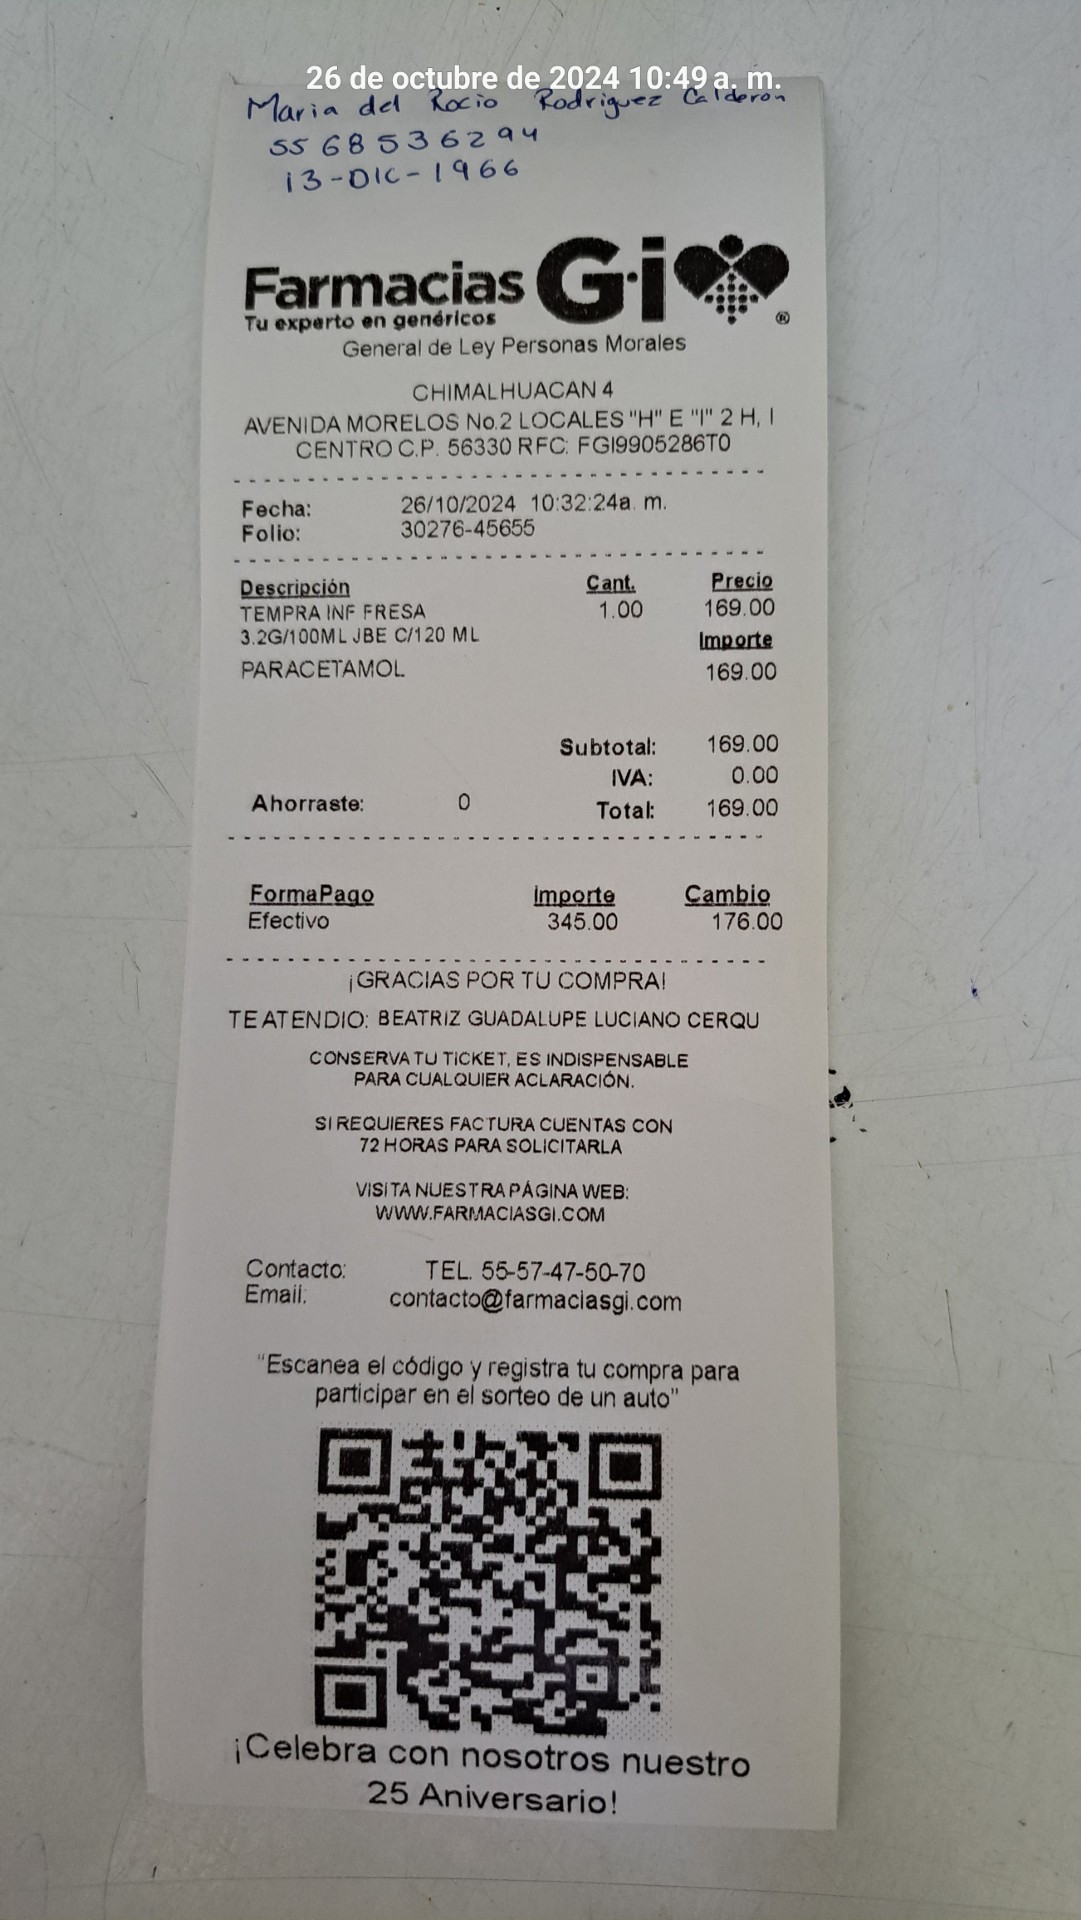 26 de octubre de 2024 10:49 a. m.
Maria del Rocio Rodriguez Calderon
55 68 53 62 94
13-DIC-1966
Farmacias G·i ®
Tu experto en genéricos
General de Ley Personas Morales
CHIMALHUACAN 4
AVENIDA MORELOS No.2 LOCALES "H" E "I" 2 H, I
CENTRO C.P. 56330 RFC: FGI9905286T0
Fecha: 26/10/2024 10:32:24a. m.
Folio: 30276-45655
Descripción Cant. Precio
TEMPRA INF FRESA 1.00 169.00
3.2G/100ML JBE C/120 ML Importe
PARACETAMOL 169.00
Subtotal: 169.00
IVA: 0.00
Ahorraste: 0 Total: 169.00
FormaPago Importe Cambio
Efectivo 345.00 176.00
¡GRACIAS POR TU COMPRA!
TE ATENDIO: BEATRIZ GUADALUPE LUCIANO CERQU
CONSERVA TU TICKET, ES INDISPENSABLE
PARA CUALQUIER ACLARACIÓN.
SI REQUIERES FACTURA CUENTAS CON
72 HORAS PARA SOLICITARLA
VISITA NUESTRA PÁGINA WEB:
WWW.FARMACIASGI.COM
Contacto: TEL. 55-57-47-50-70
Email: contacto@farmaciasgi.com
"Escanea el código y registra tu compra para
participar en el sorteo de un auto"
¡Celebra con nosotros nuestro
25 Aniversario!